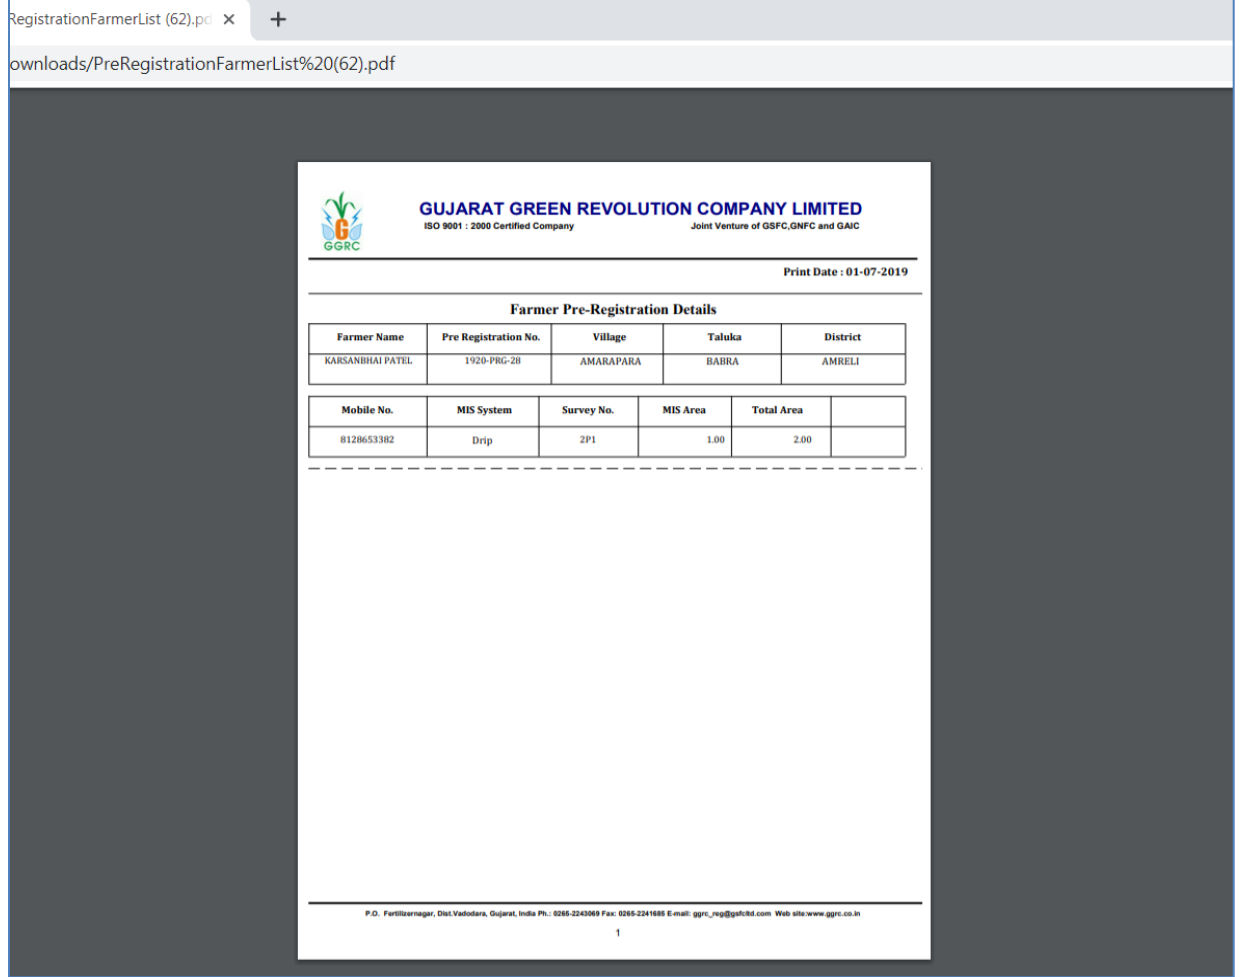 RegistrationFarmerList (62).pd × +
ownloads/PreRegistrationFarmerList%20(62).pdf
GGRC
GUJARAT GREEN REVOLUTION COMPANY LIMITED
ISO 9001 : 2000 Certified Company Joint Venture of GSFC,GNFC and GAIC
Print Date : 01-07-2019
Farmer Pre-Registration Details
Farmer Name Pre Registration No. Village Taluka District
KARSANBHAI PATEL 1920-PRG-28 AMARAPARA BABRA AMRELI
Mobile No. MIS System Survey No. MIS Area Total Area
8128653382 Drip 2P1 1.00 2.00
P.O. Fertilizernagar, Dist.Vadodara, Gujarat, India Ph.: 0265-2243069 Fax: 0265-2241685 E-mail: ggrc_reg@gsfcltd.com Web site:www.ggrc.co.in
1